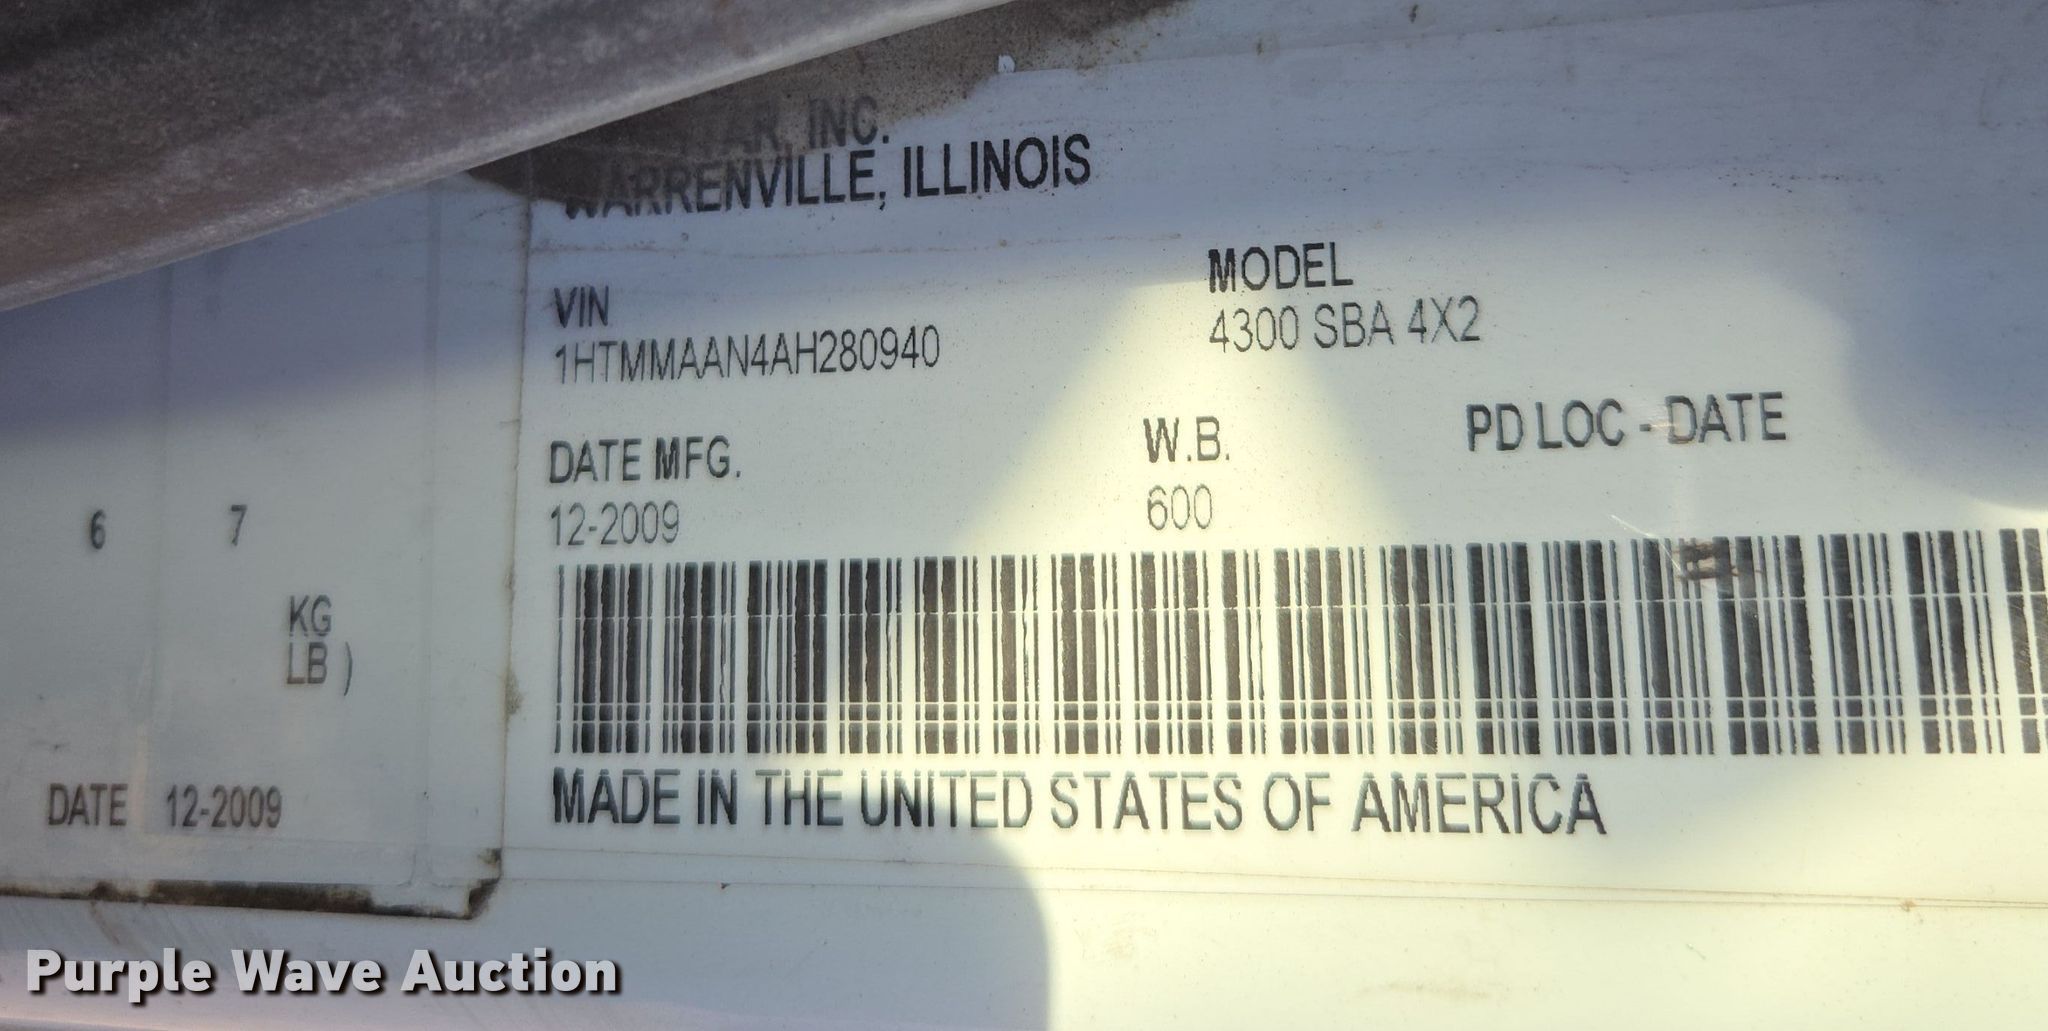 INC.
WARRENVILLE, ILLINOIS
VIN
1HTMMAAN4AH280940
MODEL
4300 SBA 4X2
DATE MFG.
12-2009
W.B.
600
PD LOC - DATE
6 7
KG
LB )
DATE 12-2009
MADE IN THE UNITED STATES OF AMERICA
Purple Wave Auction